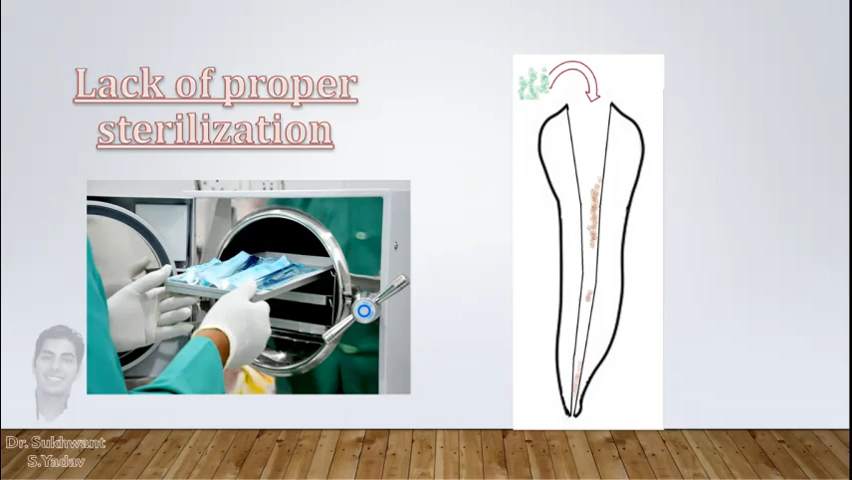 Lack of proper
sterilization
Dr. Sukhwant
S.Yadav